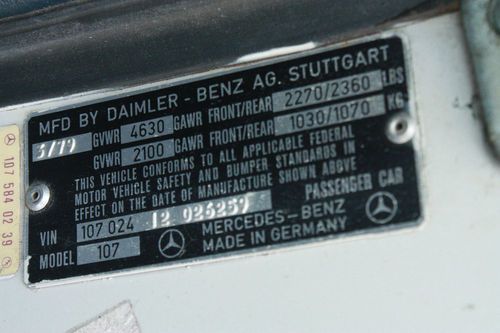 MFD BY DAIMLER - BENZ AG. STUTTGART
3/79 GVWR 4630 GAWR FRONT/REAR 2270/2360 LBS
GVWR 2100 GAWR FRONT/REAR 1030/1070 KG
THIS VEHICLE CONFORMS TO ALL APPLICABLE FEDERAL
MOTOR VEHICLE SAFETY AND BUMPER STANDARDS IN
EFFECT ON THE DATE OF MANUFACTURE SHOWN ABOVE
PASSENGER CAR
VIN 107 024 12 025259
MERCEDES-BENZ
MODEL 107 MADE IN GERMANY
107 584 02 39